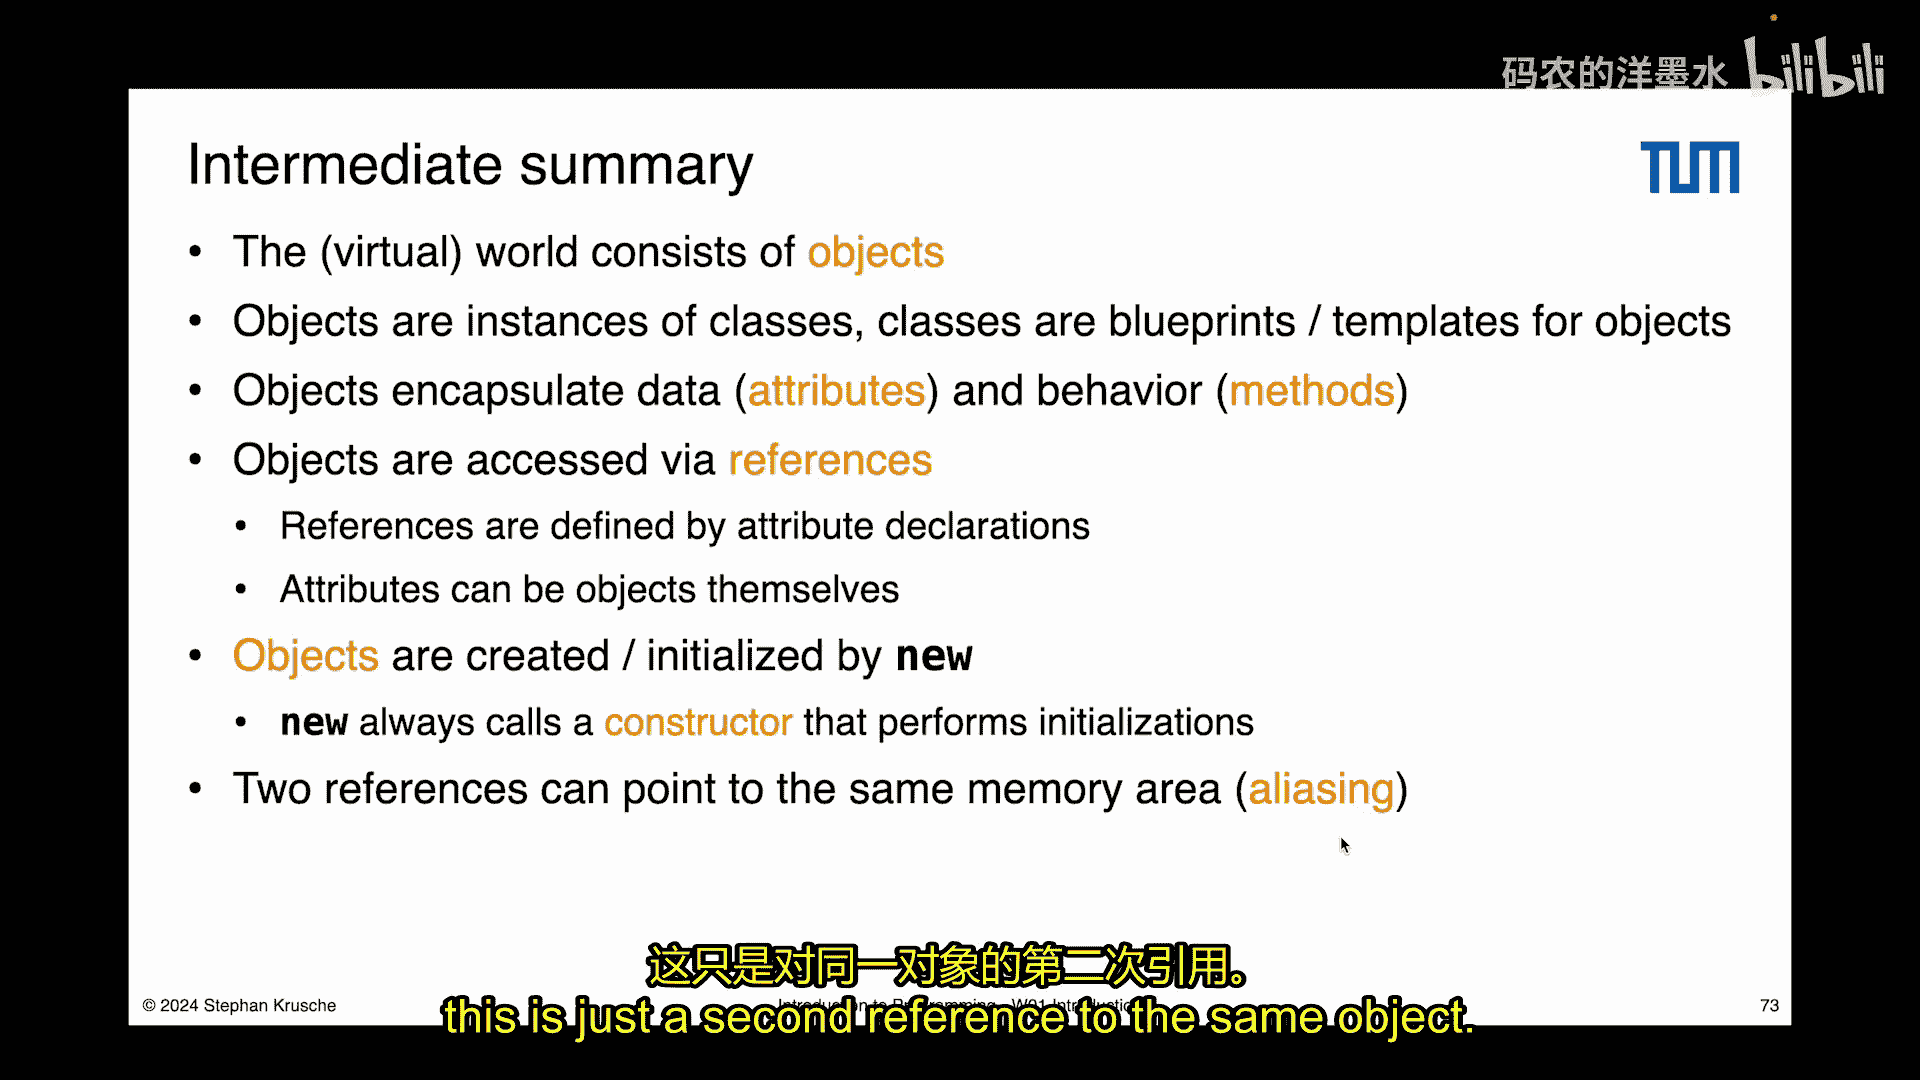 码农的洋墨水 bilibili
Intermediate summary
TUM
• The (virtual) world consists of objects
• Objects are instances of classes, classes are blueprints / templates for objects
• Objects encapsulate data (attributes) and behavior (methods)
• Objects are accessed via references
• References are defined by attribute declarations
• Attributes can be objects themselves
• Objects are created / initialized by new
• new always calls a constructor that performs initializations
• Two references can point to the same memory area (aliasing)
这只是对同一对象的第二次引用。
© 2024 Stephan Krusche
Introduction to Programming - W01 Introduction
73
this is just a second reference to the same object.